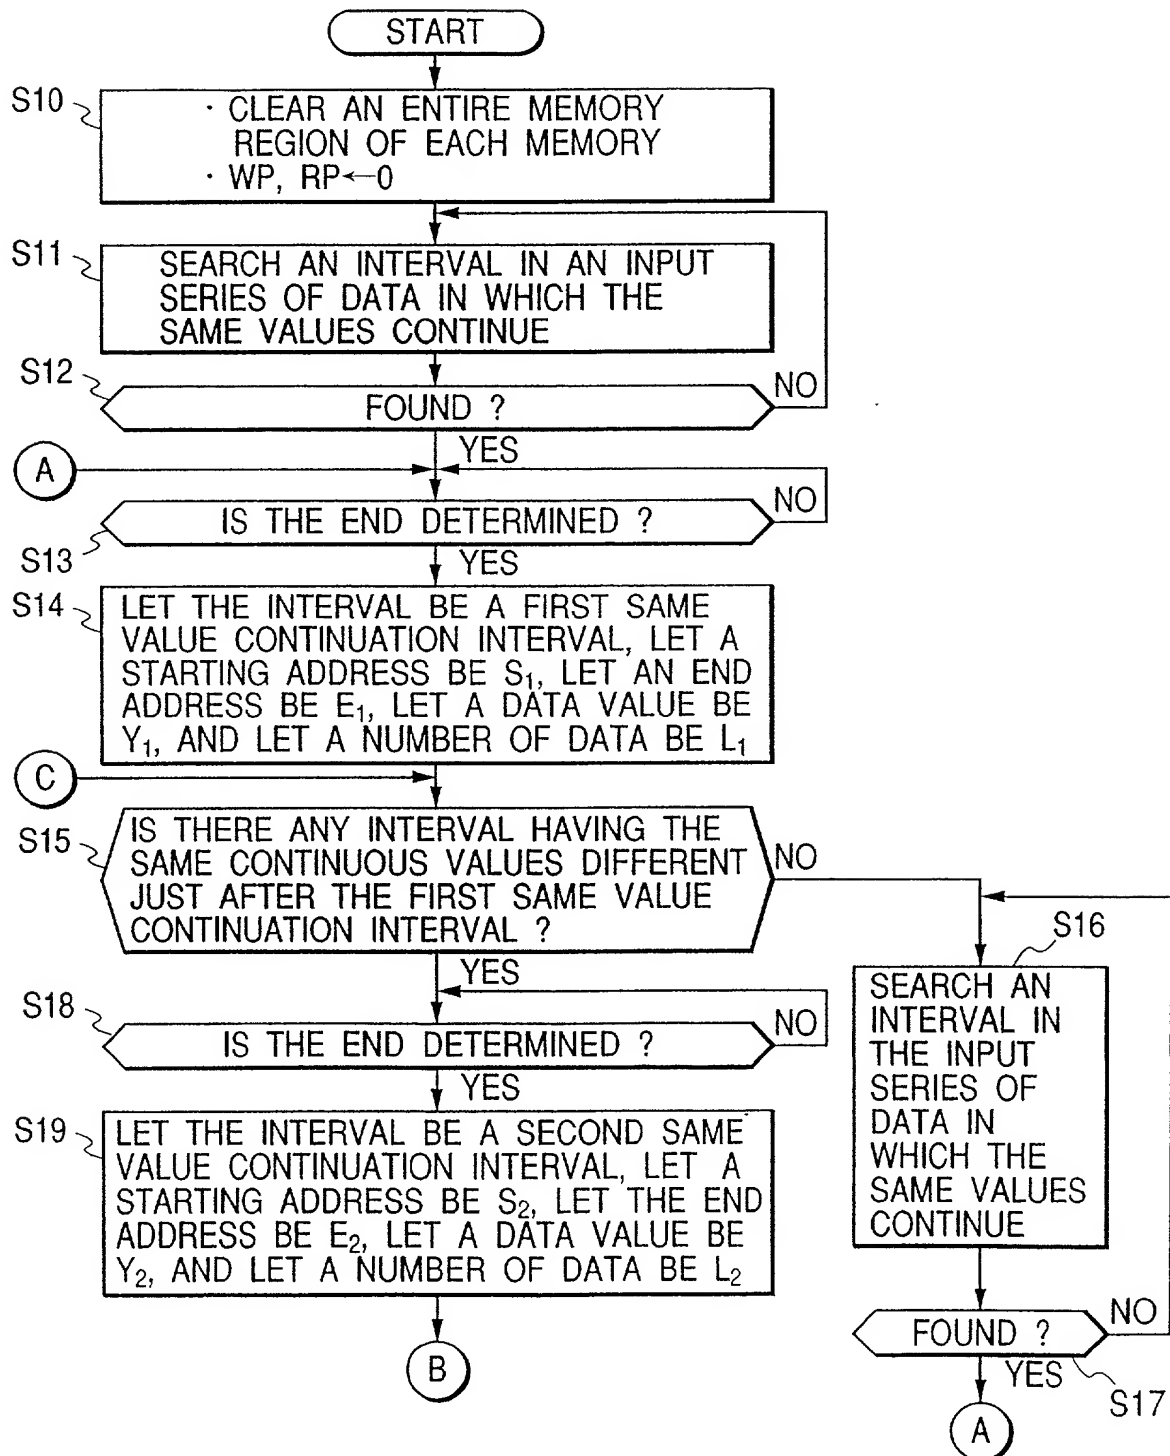 START
S10
· CLEAR AN ENTIRE MEMORY
REGION OF EACH MEMORY
· WP, RP←0
S11
SEARCH AN INTERVAL IN AN INPUT
SERIES OF DATA IN WHICH THE
SAME VALUES CONTINUE
S12
FOUND ?
NO
YES
A
IS THE END DETERMINED ?
NO
S13
YES
S14
LET THE INTERVAL BE A FIRST SAME
VALUE CONTINUATION INTERVAL, LET A
STARTING ADDRESS BE S₁, LET AN END
ADDRESS BE E₁, LET A DATA VALUE BE
Y₁, AND LET A NUMBER OF DATA BE L₁
C
S15
IS THERE ANY INTERVAL HAVING THE
SAME CONTINUOUS VALUES DIFFERENT
JUST AFTER THE FIRST SAME VALUE
CONTINUATION INTERVAL ?
NO
YES
S18
IS THE END DETERMINED ?
NO
YES
S19
LET THE INTERVAL BE A SECOND SAME
VALUE CONTINUATION INTERVAL, LET A
STARTING ADDRESS BE S₂, LET THE END
ADDRESS BE E₂, LET A DATA VALUE BE
Y₂, AND LET A NUMBER OF DATA BE L₂
B
S16
SEARCH AN
INTERVAL IN
THE INPUT
SERIES OF
DATA IN
WHICH THE
SAME VALUES
CONTINUE
FOUND ?
NO
YES
S17
A